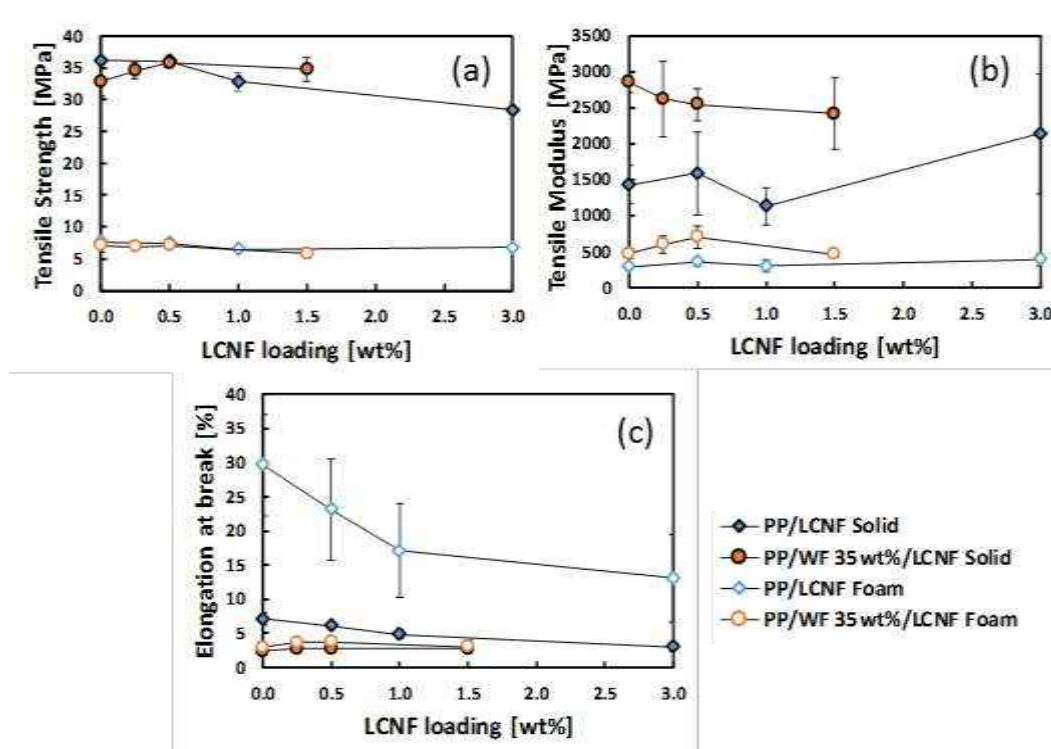 (a)
Tensile Strength [MPa]
40
35
30
25
20
15
10
5
0
0.0 0.5 1.0 1.5 2.0 2.5 3.0
LCNF loading [wt%]
(b)
Tensile Modulus [MPa]
3500
3000
2500
2000
1500
1000
500
0
0.0 0.5 1.0 1.5 2.0 2.5 3.0
LCNF loading [wt%]
(c)
Elongation at break [%]
40
35
30
25
20
15
10
5
0
0.0 0.5 1.0 1.5 2.0 2.5 3.0
LCNF loading [wt%]
PP/LCNF Solid
PP/WF 35wt%/LCNF Solid
PP/LCNF Foam
PP/WF 35wt%/LCNF Foam